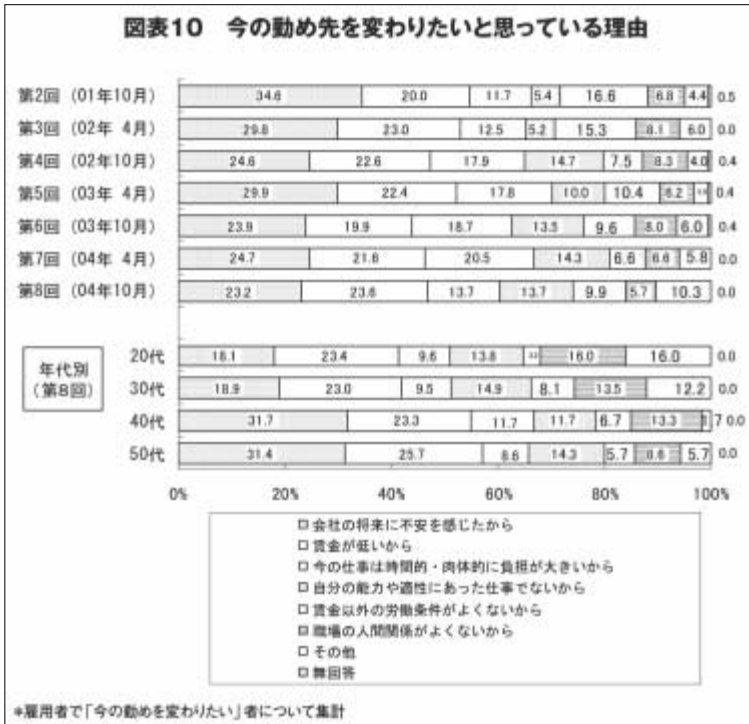 図表10 今の勤め先を変わりたいと思っている理由
第2回 (01年10月) 34.6 20.0 11.7 5.4 16.6 6.8 4.4 0.5
第3回 (02年 4月) 29.8 23.0 12.5 5.2 15.3 8.1 6.0 0.0
第4回 (02年10月) 24.6 22.6 17.9 14.7 7.5 8.3 4.0 0.4
第5回 (03年 4月) 29.9 22.4 17.8 10.0 10.4 6.2 0.4
第6回 (03年10月) 23.9 19.9 18.7 13.5 9.6 8.0 6.0 0.4
第7回 (04年 4月) 24.7 21.6 20.5 14.3 6.6 6.6 5.8 0.0
第8回 (04年10月) 23.2 23.6 13.7 13.7 9.9 5.7 10.3 0.0
年代別
(第8回)
20代 18.1 23.4 9.6 13.8 16.0 16.0 0.0
30代 18.9 23.0 9.5 14.9 8.1 13.5 12.2 0.0
40代 31.7 23.3 11.7 11.7 6.7 13.3 1.7 0.0
50代 31.4 25.7 8.6 14.3 5.7 8.6 5.7 0.0
0% 20% 40% 60% 80% 100%
会社の将来に不安を感じたから
賃金が低いから
今の仕事は時間的・肉体的に負担が大きいから
自分の能力や適性にあった仕事でないから
賃金以外の労働条件がよくないから
職場の人間関係がよくないから
その他
無回答
*雇用者で「今の勤めを変わりたい」者について集計